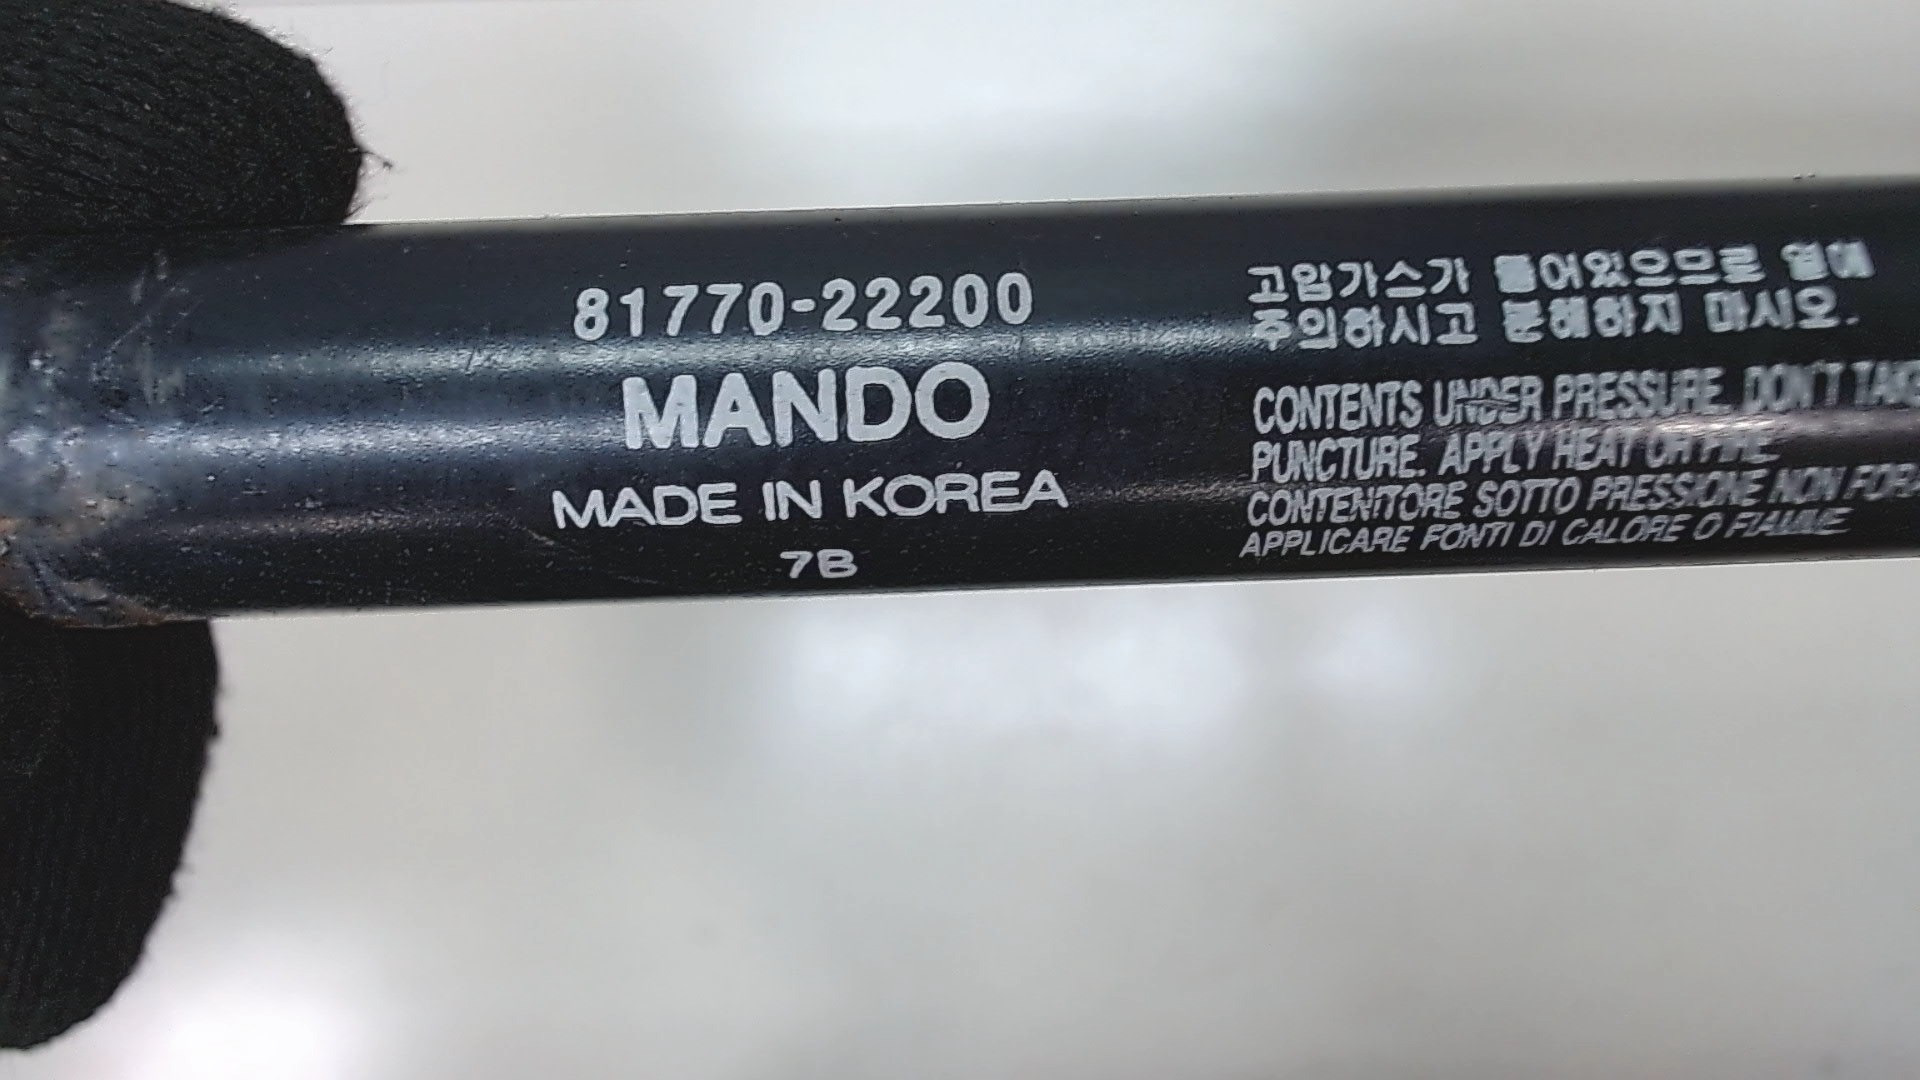 81770-22200
MANDO
MADE IN KOREA
7B
고압가스가 들어있으므로 열에
주의하시고 분해하지 마시오.
CONTENTS UNDER PRESSURE. DON'T
PUNCTURE. APPLY HEAT OR FIRE
CONTENITORE SOTTO PRESSIONE NON
APPLICARE FONTI DI CALORE O FIAMME